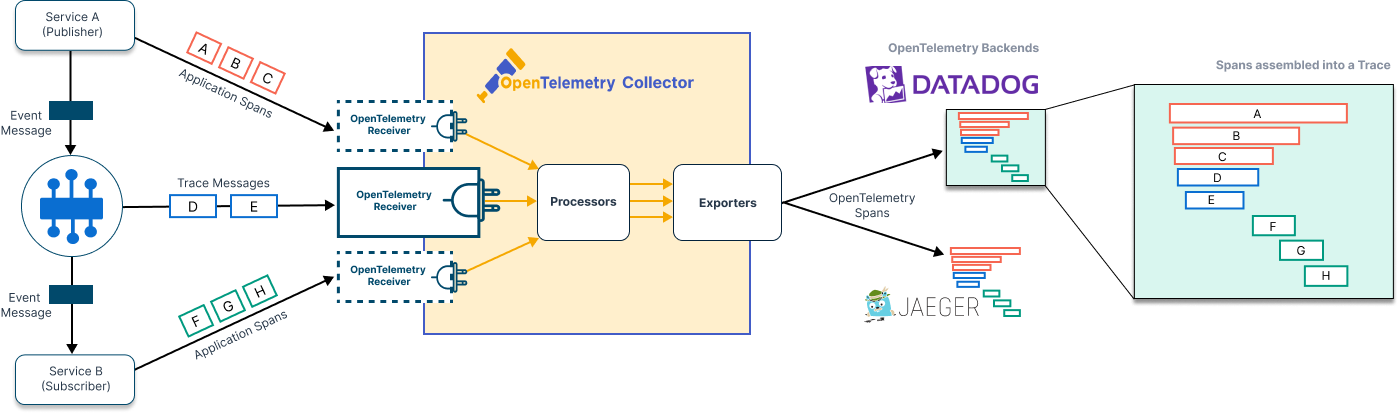 Service A
(Publisher)
A
B
C
Application Spans
Event
Message
Trace Messages
D
E
Event
Message
F
G
H
Application Spans
Service B
(Subscriber)
OpenTelemetry Collector
OpenTelemetry
Receiver
OpenTelemetry
Receiver
OpenTelemetry
Receiver
Processors
Exporters
OpenTelemetry
Spans
OpenTelemetry Backends
DATADOG
JAEGER
Spans assembled into a Trace
A
B
C
D
E
F
G
H